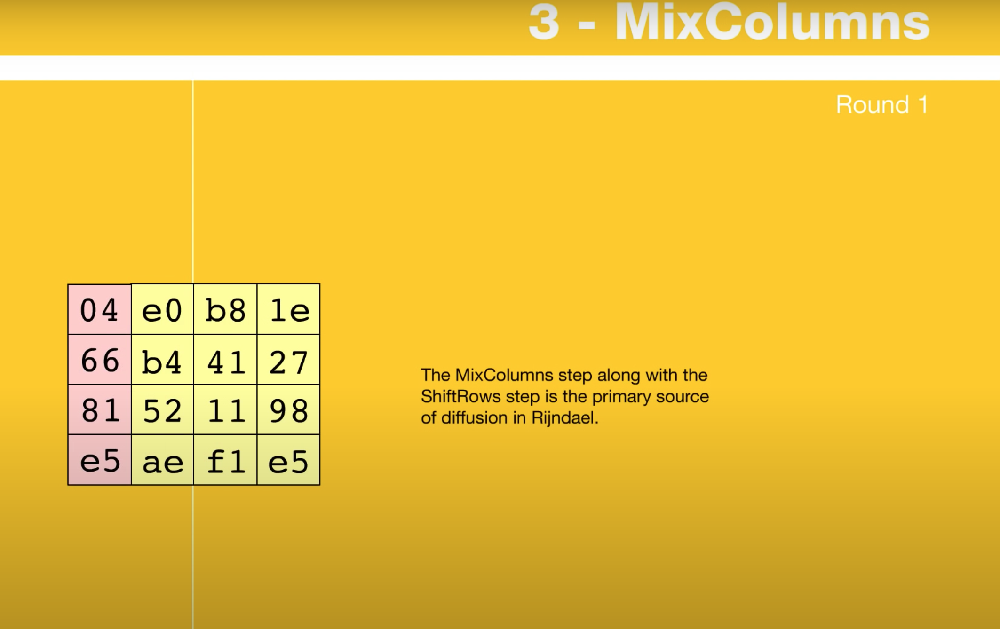 3 - MixColumns
Round 1
04 e0 b8 1e
66 b4 41 27
81 52 11 98
e5 ae f1 e5
The MixColumns step along with the
ShiftRows step is the primary source
of diffusion in Rijndael.